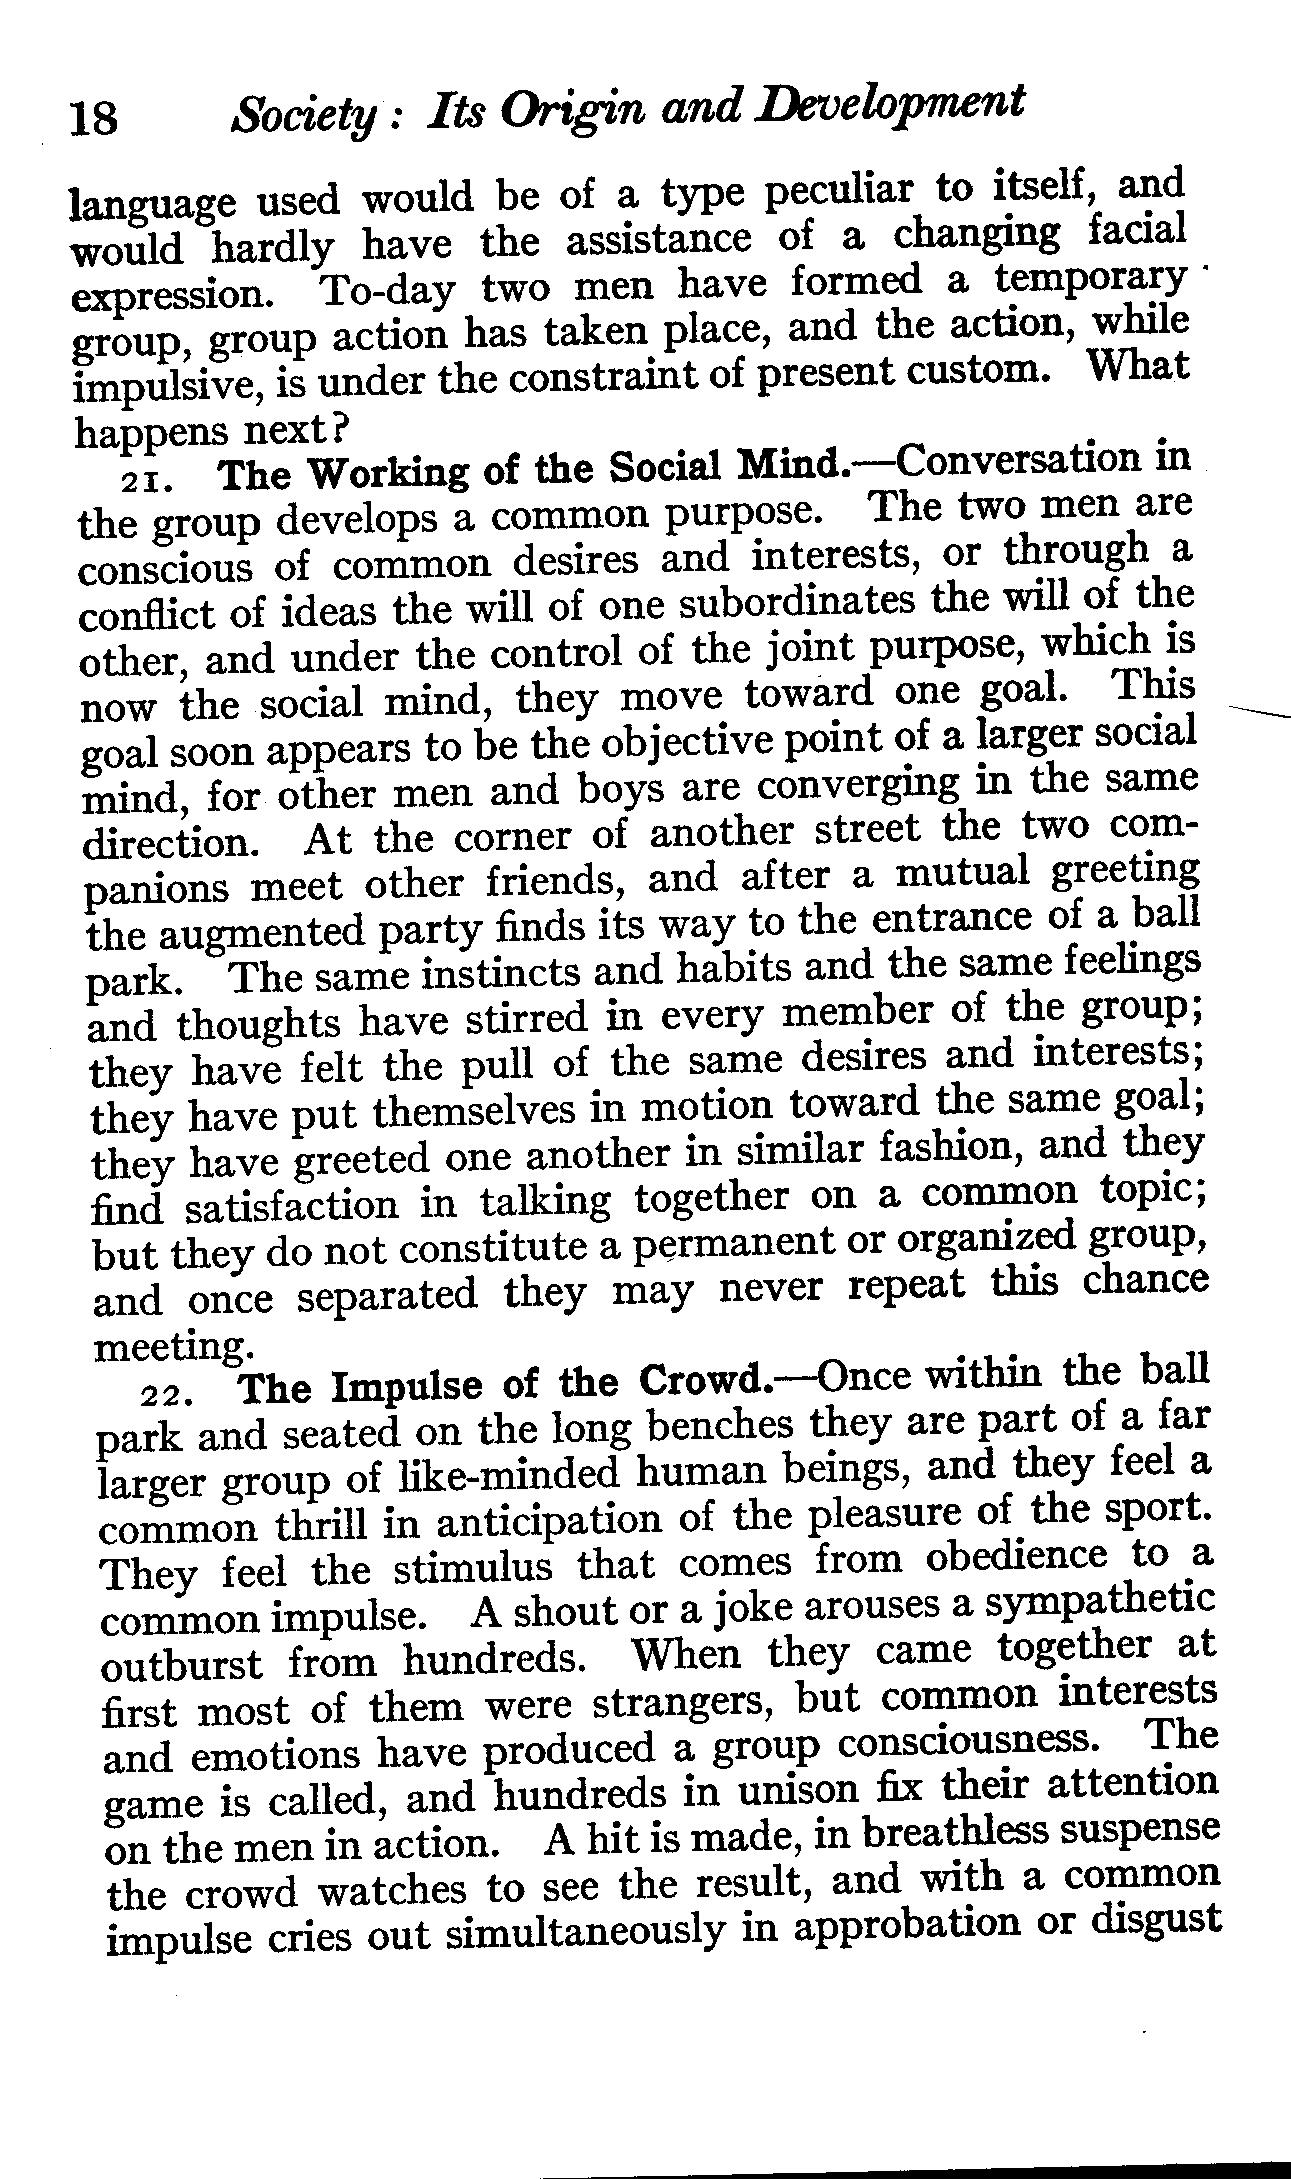 18 Society : Its Origin and Development
language used would be of a type peculiar to itself, and
would hardly have the assistance of a changing facial
expression. To-day two men have formed a temporary
group, group action has taken place, and the action, while
impulsive, is under the constraint of present custom. What
happens next?
21. The Working of the Social Mind.—Conversation in
the group develops a common purpose. The two men are
conscious of common desires and interests, or through a
conflict of ideas the will of one subordinates the will of the
other, and under the control of the joint purpose, which is
now the social mind, they move toward one goal. This
goal soon appears to be the objective point of a larger social
mind, for other men and boys are converging in the same
direction. At the corner of another street the two com-
panions meet other friends, and after a mutual greeting
the augmented party finds its way to the entrance of a ball
park. The same instincts and habits and the same feelings
and thoughts have stirred in every member of the group;
they have felt the pull of the same desires and interests;
they have put themselves in motion toward the same goal;
they have greeted one another in similar fashion, and they
find satisfaction in talking together on a common topic;
but they do not constitute a permanent or organized group,
and once separated they may never repeat this chance
meeting.
22. The Impulse of the Crowd.—Once within the ball
park and seated on the long benches they are part of a far
larger group of like-minded human beings, and they feel a
common thrill in anticipation of the pleasure of the sport.
They feel the stimulus that comes from obedience to a
common impulse. A shout or a joke arouses a sympathetic
outburst from hundreds. When they came together at
first most of them were strangers, but common interests
and emotions have produced a group consciousness. The
game is called, and hundreds in unison fix their attention
on the men in action. A hit is made, in breathless suspense
the crowd watches to see the result, and with a common
impulse cries out simultaneously in approbation or disgust